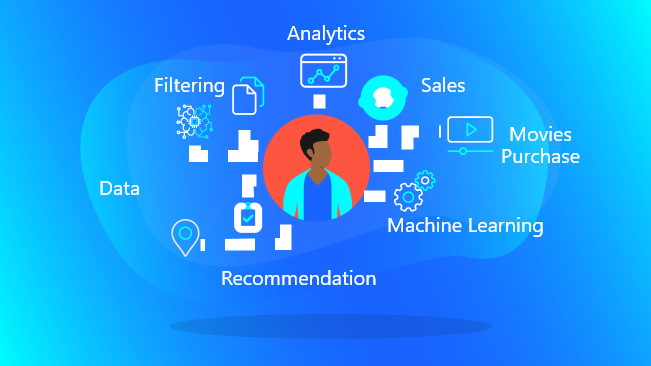 Analytics
Filtering
Sales
Movies
Purchase
Data
Machine Learning
Recommendation